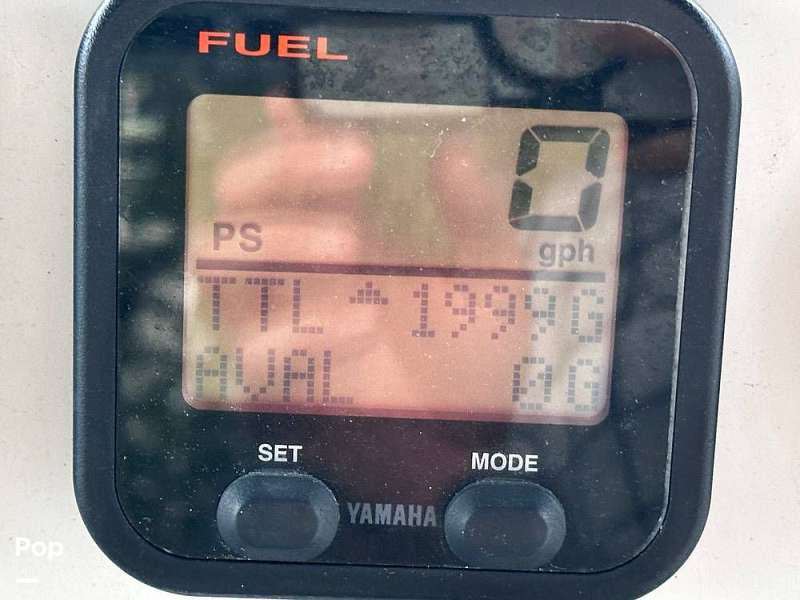 FUEL
0
PS gph
TTL 1999G
AVAL 0G
SET MODE
YAMAHA
Pop